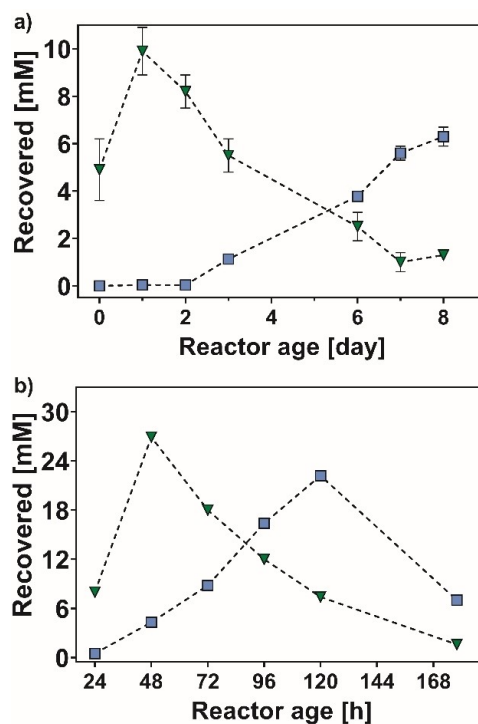 a)
Recovered [mM]
10
8
6
4
2
0
0 2 4 6 8
Reactor age [day]
b)
Recovered [mM]
30
24
18
12
6
0
24 48 72 96 120 144 168
Reactor age [h]